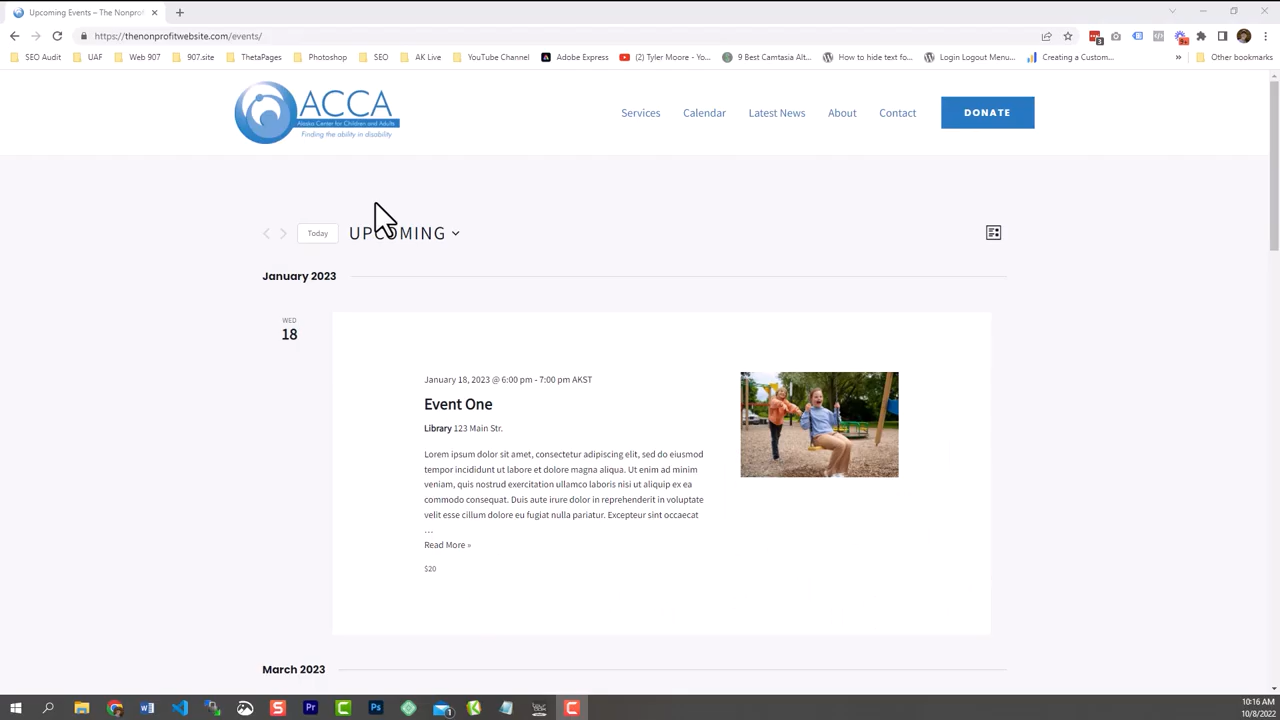 Upcoming Events – The Nonprof
https://thenonprofitwebsite.com/events/
SEO Audit UAF Web 907 907.site ThetaPages Photoshop SEO AK Live YouTube Channel Adobe Express (2) Tyler Moore - Yo... 9 Best Camtasia Alt... How to hide text fo... Login Logout Menu... Creating a Custom... » Other bookmarks
ACCA
Alaska Center for Children and Adults
Finding the ability in disability
Services Calendar Latest News About Contact DONATE
Today UPCOMING
January 2023
WED
18
January 18, 2023 @ 6:00 pm - 7:00 pm AKST
Event One
Library 123 Main Str.
Lorem ipsum dolor sit amet, consectetur adipiscing elit, sed do eiusmod
tempor incididunt ut labore et dolore magna aliqua. Ut enim ad minim
veniam, quis nostrud exercitation ullamco laboris nisi ut aliquip ex ea
commodo consequat. Duis aute irure dolor in reprehenderit in voluptate
velit esse cillum dolore eu fugiat nulla pariatur. Excepteur sint occaecat
…
Read More »
$20
March 2023
10:16 AM
10/8/2022